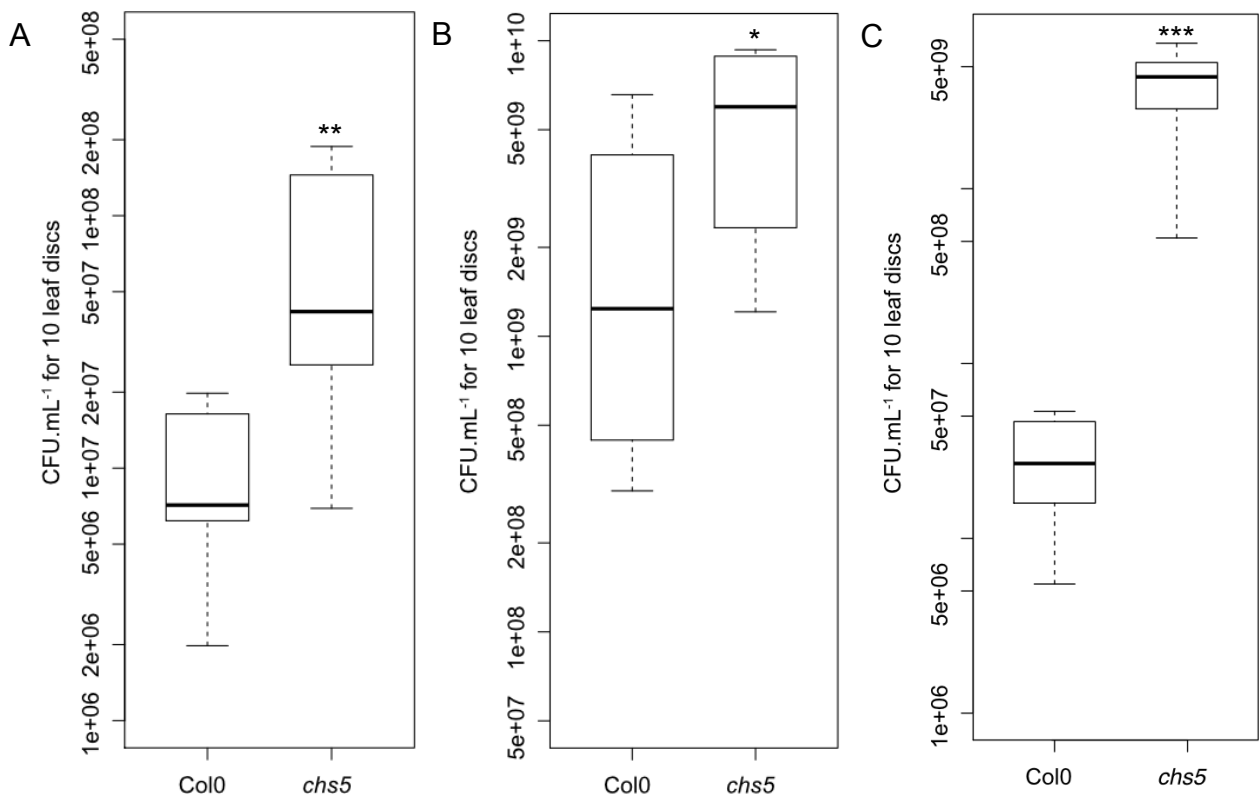 A
CFU.mL⁻¹ for 10 leaf discs
5e+08
2e+08
1e+08
5e+07
2e+07
1e+07
5e+06
2e+06
1e+06
**
Col0
chs5
B
CFU.mL⁻¹ for 10 leaf discs
1e+10
5e+09
2e+09
1e+09
5e+08
2e+08
1e+08
5e+07
*
Col0
chs5
C
CFU.mL⁻¹ for 10 leaf discs
5e+09
5e+08
5e+07
5e+06
1e+06
***
Col0
chs5